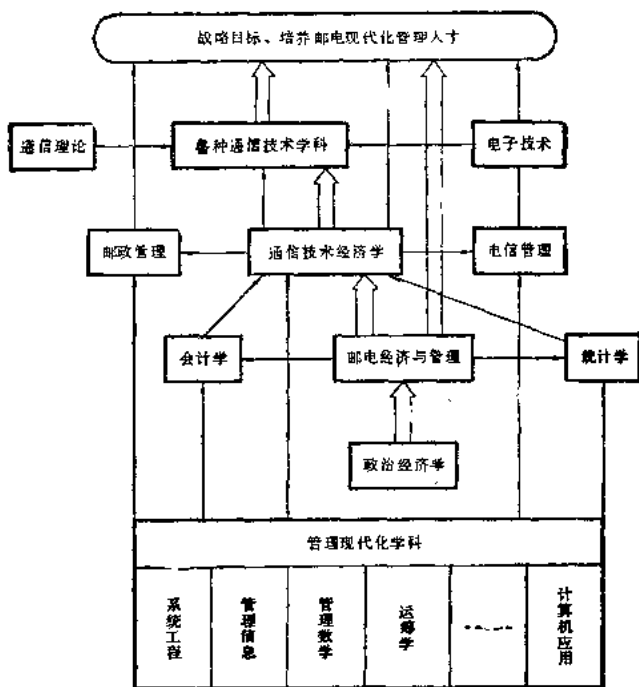 战略目标、培养邮电现代化管理人才
通信理论
各种通信技术学科
电子技术
邮政管理
通信技术经济学
电信管理
会计学
邮电经济与管理
统计学
政治经济学
管理现代化学科
系统工程
管理信息
管理数学
运筹学
计算机应用